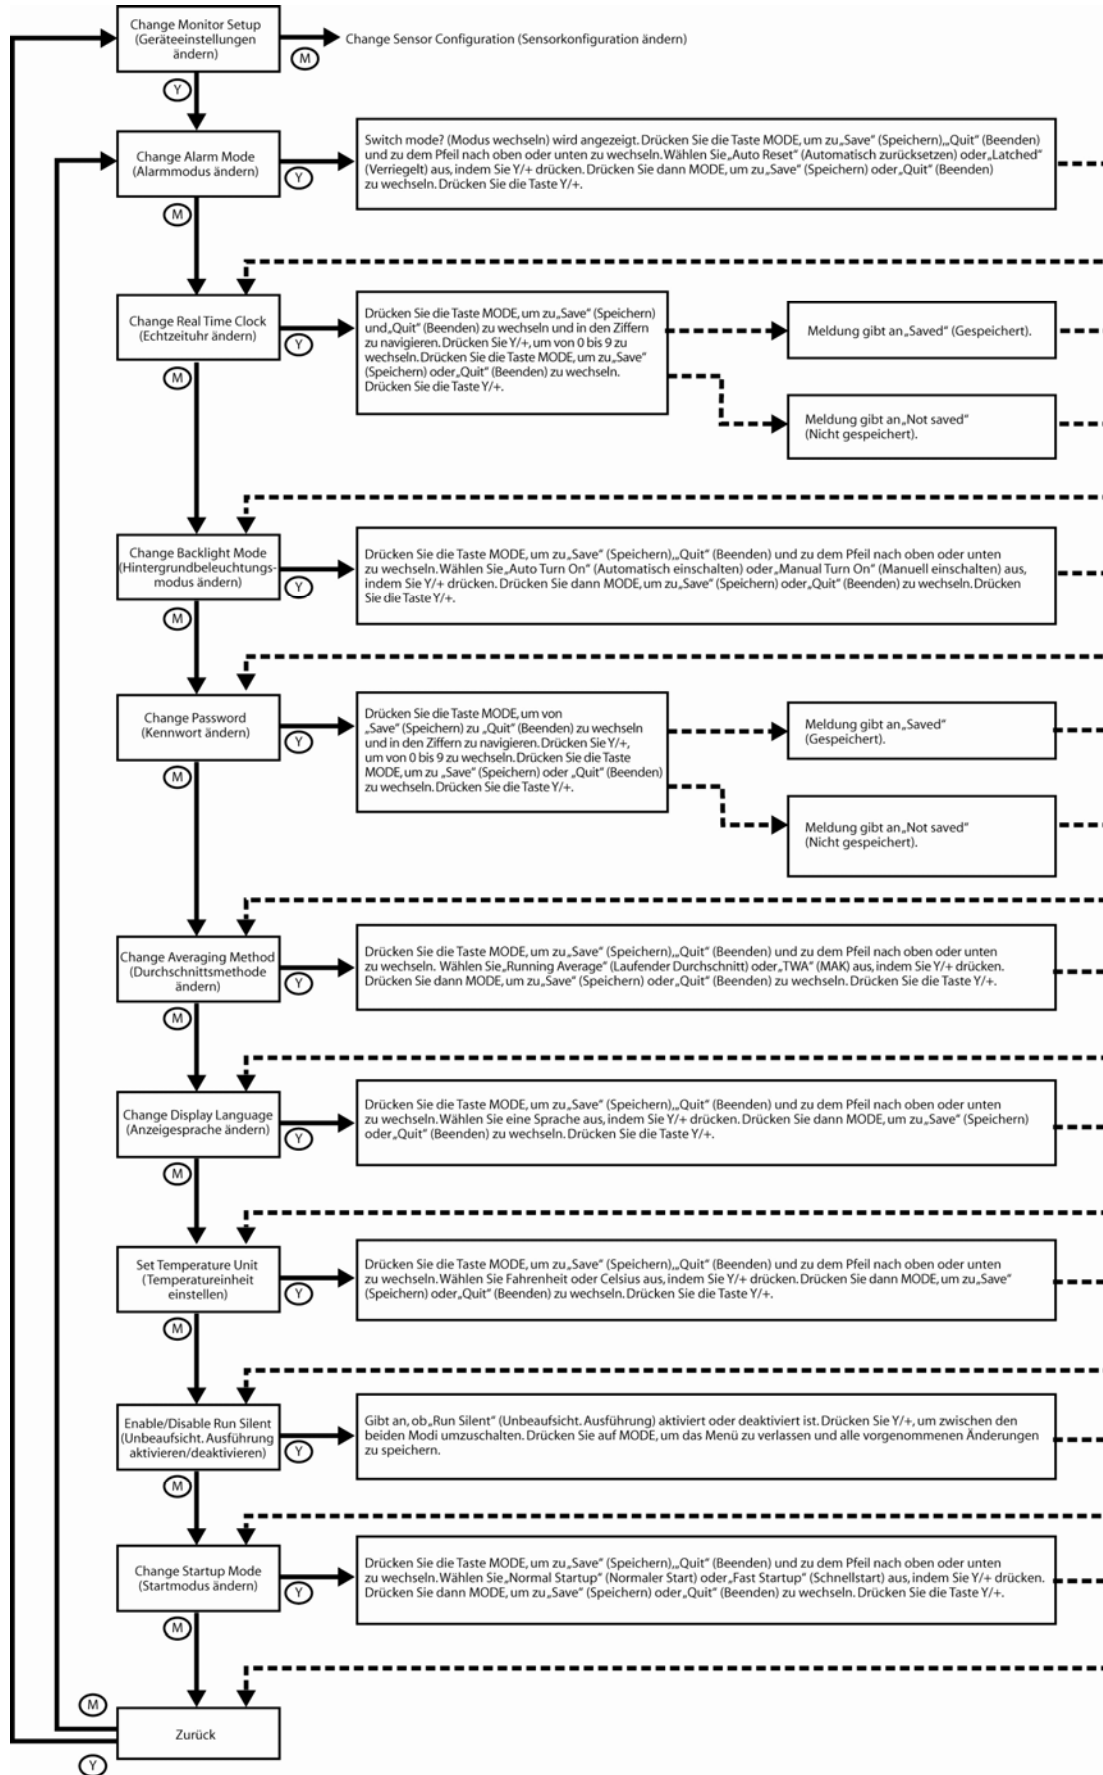 Change Monitor Setup
(Geräteeinstellungen
ändern)
M
Change Sensor Configuration (Sensorkonfiguration ändern)
Y
Change Alarm Mode
(Alarmmodus ändern)
Y
Switch mode? (Modus wechseln) wird angezeigt. Drücken Sie die Taste MODE, um zu „Save“ (Speichern), „Quit“ (Beenden)
und zu dem Pfeil nach oben oder unten zu wechseln. Wählen Sie „Auto Reset“ (Automatisch zurücksetzen) oder „Latched“
(Verriegelt) aus, indem Sie Y/+ drücken. Drücken Sie dann MODE, um zu „Save“ (Speichern) oder „Quit“ (Beenden)
zu wechseln. Drücken Sie die Taste Y/+.
M
Change Real Time Clock
(Echtzeituhr ändern)
Y
Drücken Sie die Taste MODE, um zu „Save“ (Speichern)
und „Quit“ (Beenden) zu wechseln und in den Ziffern
zu navigieren. Drücken Sie Y/+, um von 0 bis 9 zu
wechseln. Drücken Sie die Taste MODE, um zu „Save“
(Speichern) oder „Quit“ (Beenden) zu wechseln.
Drücken Sie die Taste Y/+.
Meldung gibt an „Saved“ (Gespeichert).
Meldung gibt an „Not saved“
(Nicht gespeichert).
M
Change Backlight Mode
(Hintergrundbeleuchtungs-
modus ändern)
Y
Drücken Sie die Taste MODE, um zu „Save“ (Speichern), „Quit“ (Beenden) und zu dem Pfeil nach oben oder unten
zu wechseln. Wählen Sie „Auto Turn On“ (Automatisch einschalten) oder „Manual Turn On“ (Manuell einschalten) aus,
indem Sie Y/+ drücken. Drücken Sie dann MODE, um zu „Save“ (Speichern) oder „Quit“ (Beenden) zu wechseln. Drücken
Sie die Taste Y/+.
M
Change Password
(Kennwort ändern)
Y
Drücken Sie die Taste MODE, um von
„Save“ (Speichern) zu „Quit“ (Beenden) zu wechseln
und in den Ziffern zu navigieren. Drücken Sie Y/+,
um von 0 bis 9 zu wechseln. Drücken Sie die Taste
MODE, um zu „Save“ (Speichern) oder „Quit“ (Beenden)
zu wechseln. Drücken Sie die Taste Y/+.
Meldung gibt an „Saved“
(Gespeichert).
Meldung gibt an „Not saved“
(Nicht gespeichert).
M
Change Averaging Method
(Durchschnittsmethode
ändern)
Y
Drücken Sie die Taste MODE, um zu „Save“ (Speichern), „Quit“ (Beenden) und zu dem Pfeil nach oben oder unten
zu wechseln. Wählen Sie „Running Average“ (Laufender Durchschnitt) oder „TWA“ (MAK) aus, indem Sie Y/+ drücken.
Drücken Sie dann MODE, um zu „Save“ (Speichern) oder „Quit“ (Beenden) zu wechseln. Drücken Sie die Taste Y/+.
M
Change Display Language
(Anzeigesprache ändern)
Y
Drücken Sie die Taste MODE, um zu „Save“ (Speichern), „Quit“ (Beenden) und zu dem Pfeil nach oben oder unten
zu wechseln. Wählen Sie eine Sprache aus, indem Sie Y/+ drücken. Drücken Sie dann MODE, um zu „Save“ (Speichern)
oder „Quit“ (Beenden) zu wechseln. Drücken Sie die Taste Y/+.
M
Set Temperature Unit
(Temperatureinheit
einstellen)
Y
Drücken Sie die Taste MODE, um zu „Save“ (Speichern), „Quit“ (Beenden) und zu dem Pfeil nach oben oder unten
zu wechseln. Wählen Sie Fahrenheit oder Celsius aus, indem Sie Y/+ drücken. Drücken Sie dann MODE, um zu „Save“
(Speichern) oder „Quit“ (Beenden) zu wechseln. Drücken Sie die Taste Y/+.
M
Enable/Disable Run Silent
(Unbeaufsicht. Ausführung
aktivieren/deaktivieren)
Y
Gibt an, ob „Run Silent“ (Unbeaufsicht. Ausführung) aktiviert oder deaktiviert ist. Drücken Sie Y/+, um zwischen den
beiden Modi umzuschalten. Drücken Sie auf MODE, um das Menü zu verlassen und alle vorgenommenen Änderungen
zu speichern.
M
Change Startup Mode
(Startmodus ändern)
Y
Drücken Sie die Taste MODE, um zu „Save“ (Speichern), „Quit“ (Beenden) und zu dem Pfeil nach oben oder unten
zu wechseln. Wählen Sie „Normal Startup“ (Normaler Start) oder „Fast Startup“ (Schnellstart) aus, indem Sie Y/+ drücken.
Drücken Sie dann MODE, um zu „Save“ (Speichern) oder „Quit“ (Beenden) zu wechseln. Drücken Sie die Taste Y/+.
M
M
Zurück
Y